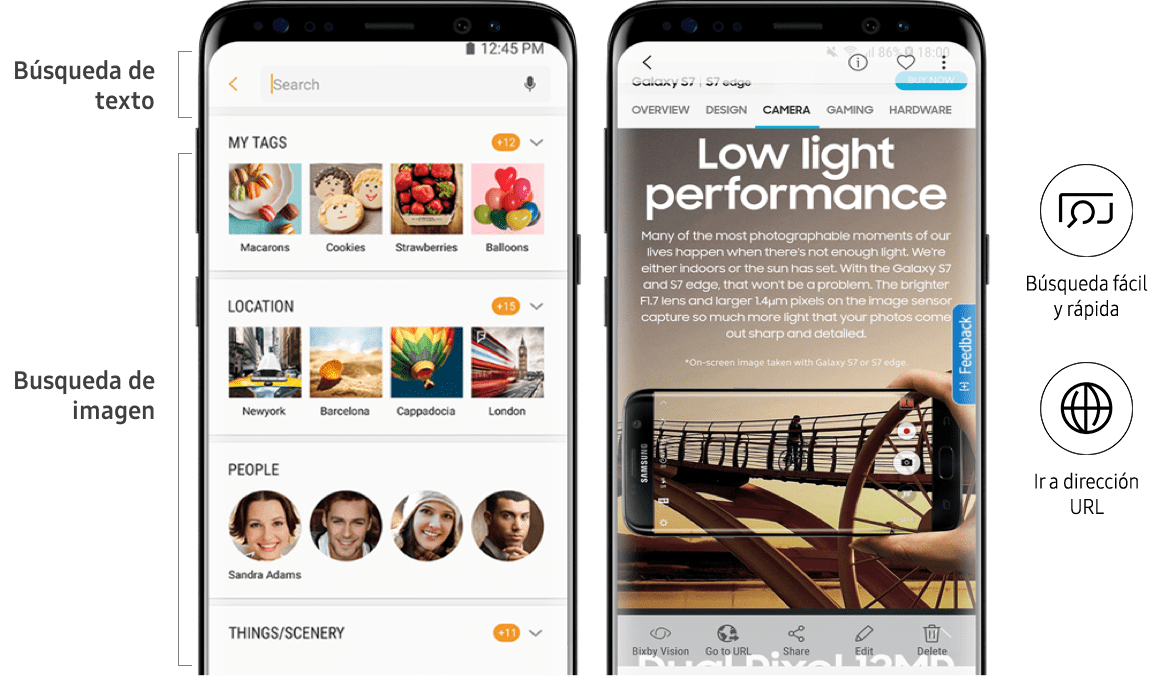 Búsqueda de
texto
Busqueda de
imagen
12:45 PM
Search
MY TAGS
+12
Macarons
Cookies
Strawberries
Balloons
LOCATION
+15
Newyork
Barcelona
Cappadocia
London
PEOPLE
Sandra Adams
THINGS/SCENERY
+11
86% 18:00
Galaxy S7 | S7 edge
BUY NOW
OVERVIEW
DESIGN
CAMERA
GAMING
HARDWARE
Low light
performance
Many of the most photographable moments of our
lives happen when there's not enough light. We're
either indoors or the sun has set. With the Galaxy S7
and S7 edge, that won't be a problem. The brighter
F1.7 lens and larger 1.4μm pixels on the image sensor
capture so much more light that your photos come
out sharp and detailed.
*On-screen image taken with Galaxy S7 or S7 edge.
[+] Feedback
SAMSUNG
Bixby Vision
Go to URL
Share
Edit
Delete
Dual Pixel 12MP
Búsqueda fácil
y rápida
Ir a dirección
URL